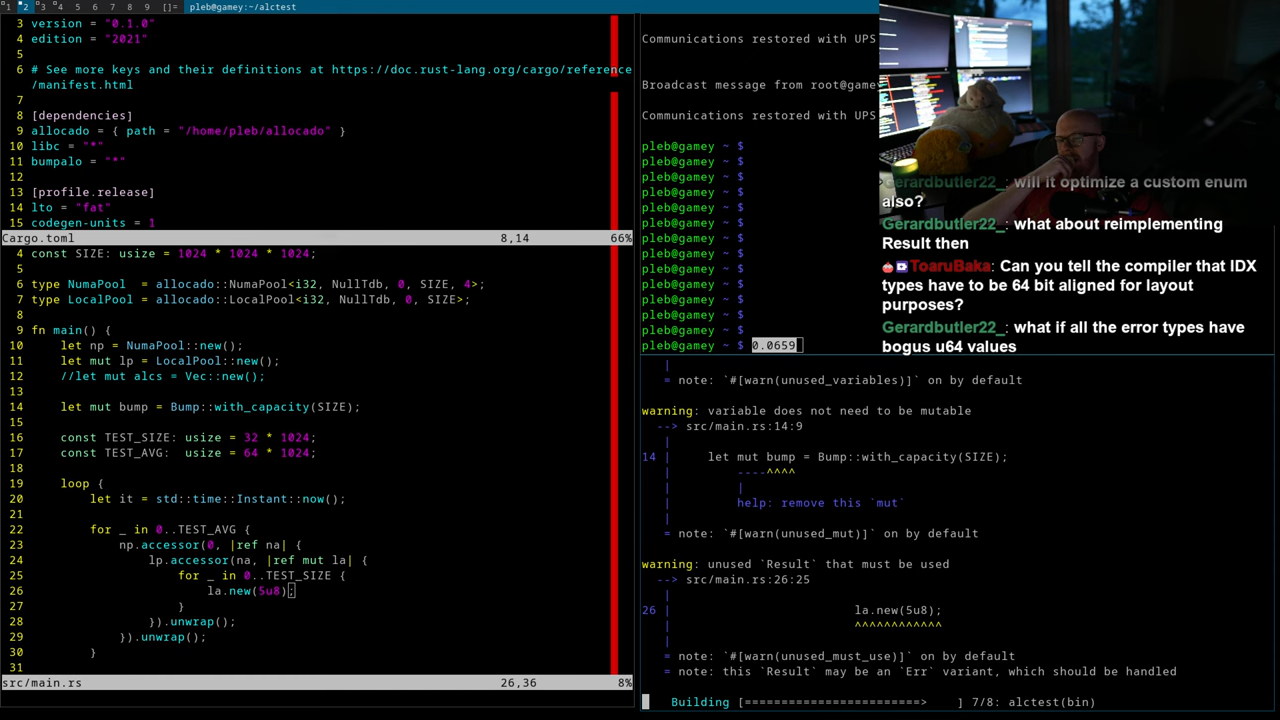 1 2 3 4 5 6 7 8 9 []= pleb@gamey:~/alctest
3 version = "0.1.0"
4 edition = "2021"
5
6 # See more keys and their definitions at https://doc.rust-lang.org/cargo/reference
/manifest.html
7
8 [dependencies]
9 allocado = { path = "/home/pleb/allocado" }
10 libc = "*"
11 bumpalo = "*"
12
13 [profile.release]
14 lto = "fat"
15 codegen-units = 1
Cargo.toml 8,14 66%
4 const SIZE: usize = 1024 * 1024 * 1024;
5
6 type NumaPool  = allocado::NumaPool<i32, NullTdb, 0, SIZE, 4>;
7 type LocalPool = allocado::LocalPool<i32, NullTdb, 0, SIZE>;
8
9 fn main() {
10 let np = NumaPool::new();
11 let mut lp = LocalPool::new();
12 //let mut alcs = Vec::new();
13
14 let mut bump = Bump::with_capacity(SIZE);
15
16 const TEST_SIZE: usize = 32 * 1024;
17 const TEST_AVG:  usize = 64 * 1024;
18
19 loop {
20 let it = std::time::Instant::now();
21
22 for _ in 0..TEST_AVG {
23 np.accessor(0, |ref na| {
24 lp.accessor(na, |ref mut la| {
25 for _ in 0..TEST_SIZE {
26 la.new(5u8);
27 }
28 }).unwrap();
29 }).unwrap();
30 }
31
src/main.rs 26,36 8%
Communications restored with UPS
Broadcast message from root@game
Communications restored with UPS
pleb@gamey ~ $
pleb@gamey ~ $
pleb@gamey ~ $
pleb@gamey ~ $
pleb@gamey ~ $
pleb@gamey ~ $
pleb@gamey ~ $
pleb@gamey ~ $
pleb@gamey ~ $
pleb@gamey ~ $
pleb@gamey ~ $
pleb@gamey ~ $
pleb@gamey ~ $
pleb@gamey ~ $ 0.0659
Gerardbutler22_: will it optimize a custom enum
also?
Gerardbutler22_: what about reimplementing
Result then
ToaruBaka: Can you tell the compiler that IDX
types have to be 64 bit aligned for layout
purposes?
Gerardbutler22_: what if all the error types have
bogus u64 values
|
= note: `#[warn(unused_variables)]` on by default
warning: variable does not need to be mutable
--> src/main.rs:14:9
|
14 | let mut bump = Bump::with_capacity(SIZE);
| ----^^^^
| |
| help: remove this `mut`
|
= note: `#[warn(unused_mut)]` on by default
warning: unused `Result` that must be used
--> src/main.rs:26:25
|
26 | la.new(5u8);
| ^^^^^^^^^^^^
|
= note: `#[warn(unused_must_use)]` on by default
= note: this `Result` may be an `Err` variant, which should be handled
Building [========================> ] 7/8: alctest(bin)